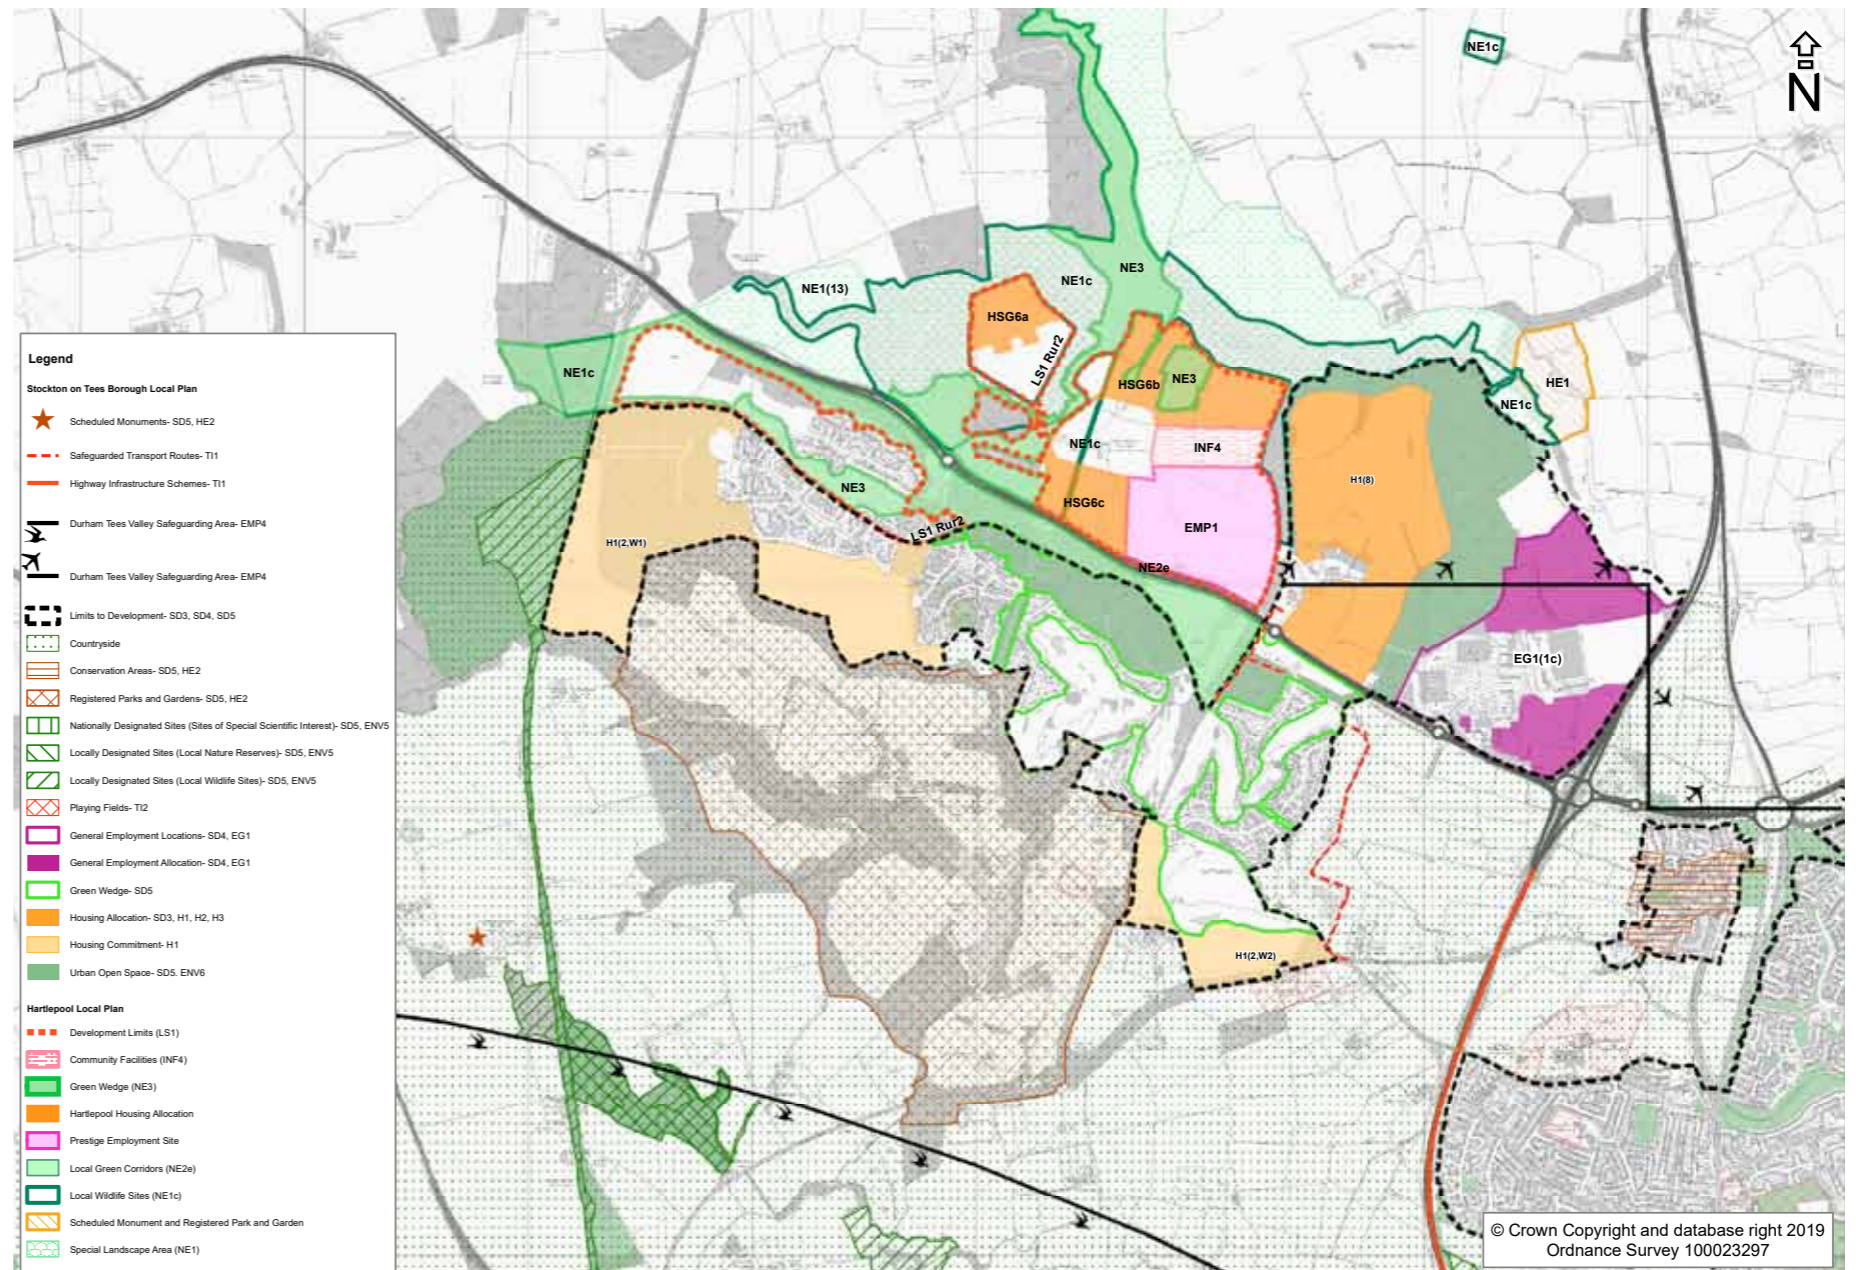 NE1c
N
NE1(13)
NE1c
NE3
HSG6a
LS1 Rur2
HSG6b
NE3
NE1c
HE1
NE1c
NE1c
INF4
H1(8)
NE3
HSG6c
EMP1
LS1 Rur2
H1(2,W1)
NE2e
EG1(1c)
H1(2,W2)
Legend
Stockton on Tees Borough Local Plan
Scheduled Monuments- SD5, HE2
Safeguarded Transport Routes- TI1
Highway Infrastructure Schemes- TI1
Durham Tees Valley Safeguarding Area- EMP4
Durham Tees Valley Safeguarding Area- EMP4
Limits to Development- SD3, SD4, SD5
Countryside
Conservation Areas- SD5, HE2
Registered Parks and Gardens- SD5, HE2
Nationally Designated Sites (Sites of Special Scientific Interest)- SD5, ENV5
Locally Designated Sites (Local Nature Reserves)- SD5, ENV5
Locally Designated Sites (Local Wildlife Sites)- SD5, ENV5
Playing Fields- TI2
General Employment Locations- SD4, EG1
General Employment Allocation- SD4, EG1
Green Wedge- SD5
Housing Allocation- SD3, H1, H2, H3
Housing Commitment- H1
Urban Open Space- SD5. ENV6
Hartlepool Local Plan
Development Limits (LS1)
Community Facilities (INF4)
Green Wedge (NE3)
Hartlepool Housing Allocation
Prestige Employment Site
Local Green Corridors (NE2e)
Local Wildlife Sites (NE1c)
Scheduled Monument and Registered Park and Garden
Special Landscape Area (NE1)
© Crown Copyright and database right 2019
Ordnance Survey 100023297